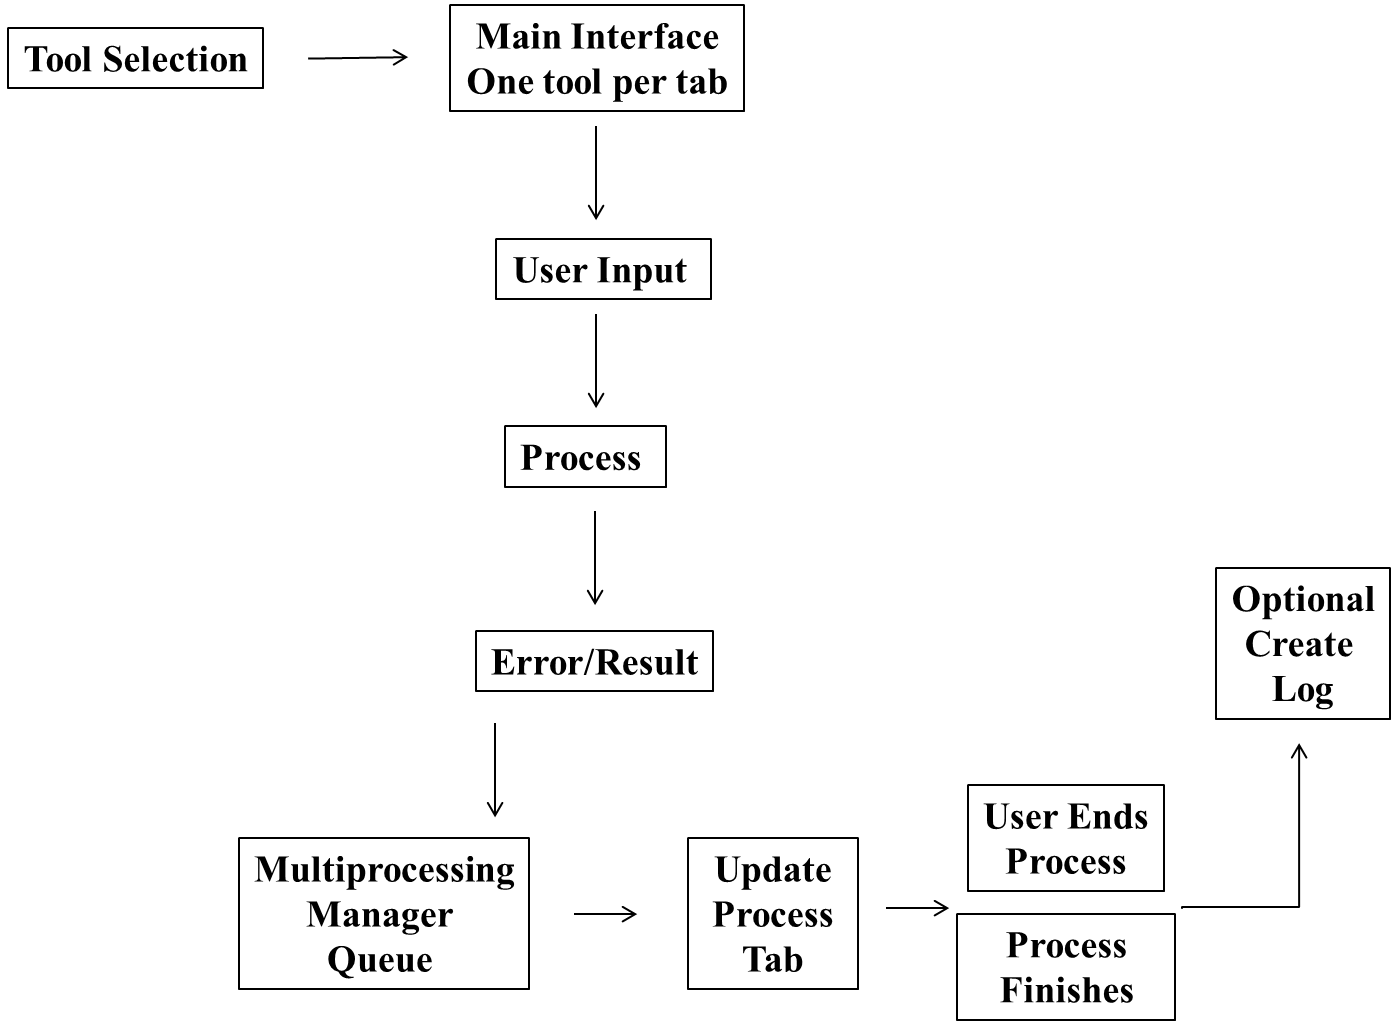 Tool Selection
Main Interface
One tool per tab
User Input
Process
Error/Result
Multiprocessing
Manager
Queue
Update
Process
Tab
User Ends
Process
Process
Finishes
Optional
Create
Log